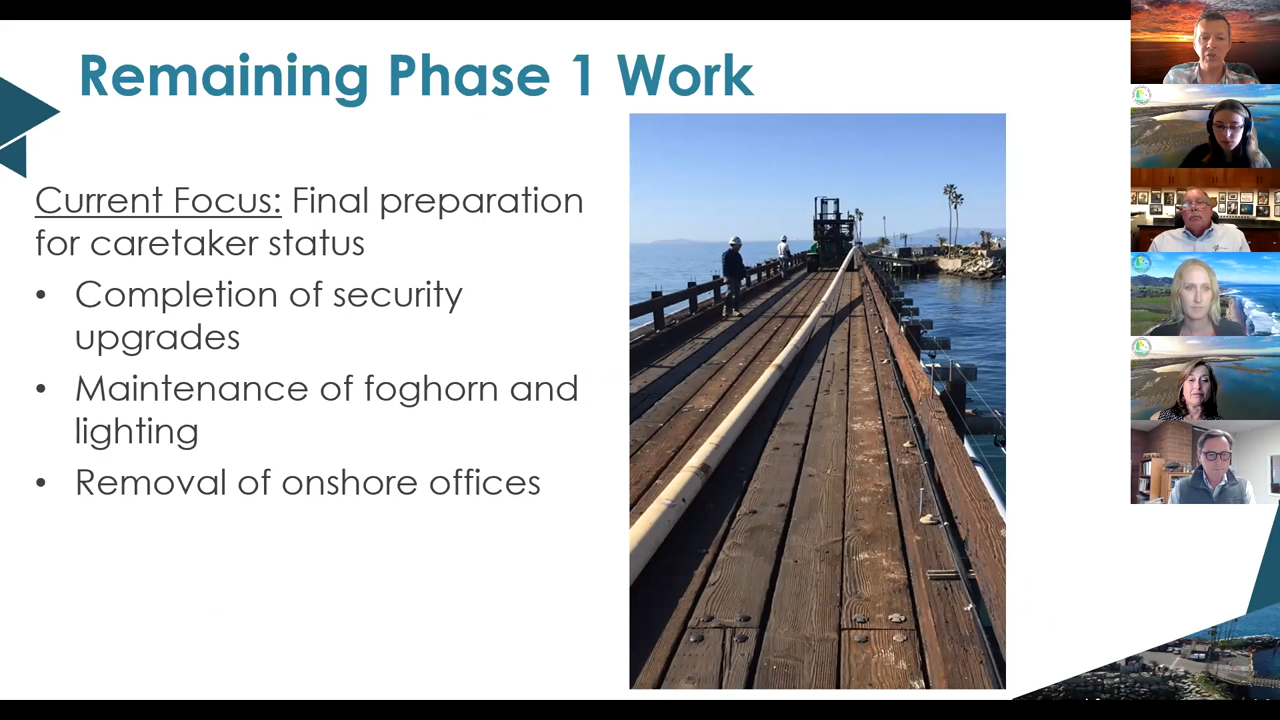 Remaining Phase 1 Work
Current Focus: Final preparation
for caretaker status
• Completion of security
upgrades
• Maintenance of foghorn and
lighting
• Removal of onshore offices